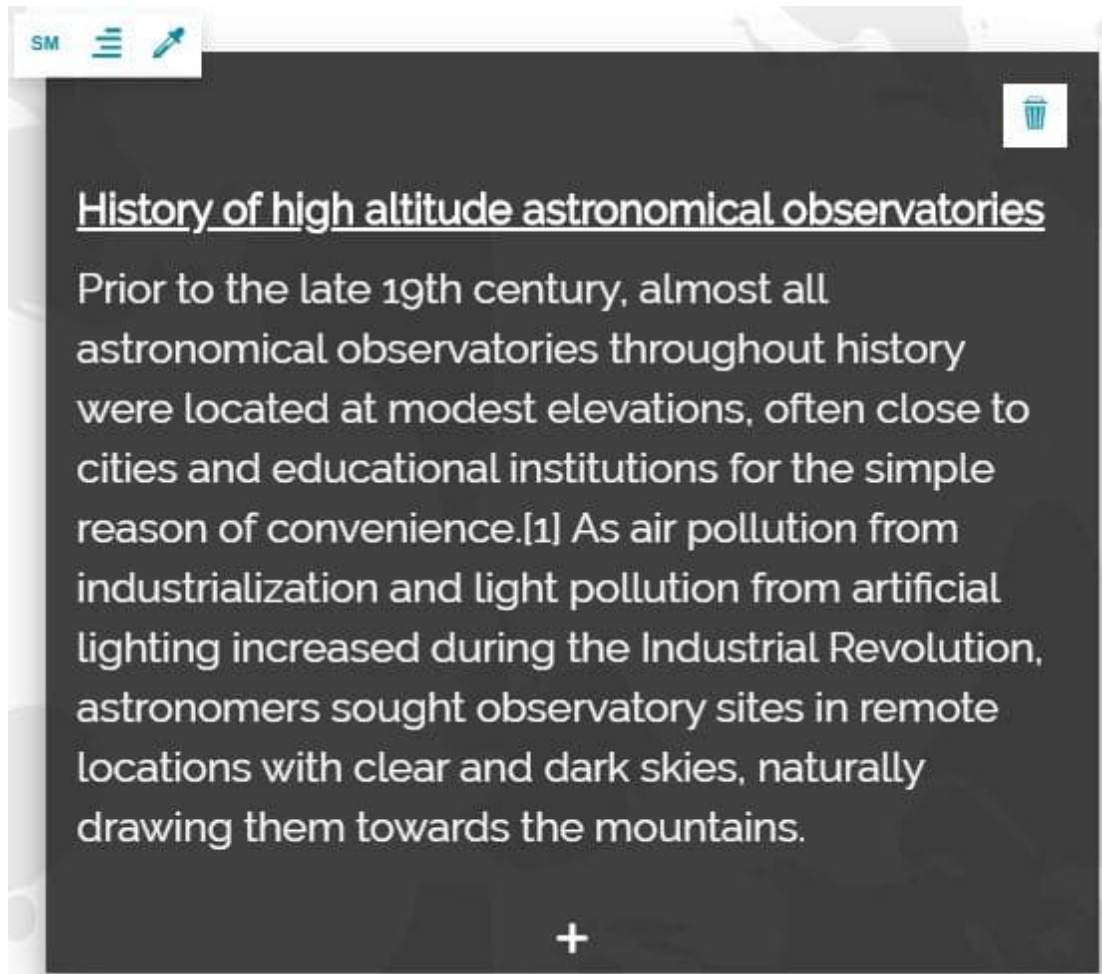 SM
History of high altitude astronomical observatories
Prior to the late 19th century, almost all
astronomical observatories throughout history
were located at modest elevations, often close to
cities and educational institutions for the simple
reason of convenience.[1] As air pollution from
industrialization and light pollution from artificial
lighting increased during the Industrial Revolution,
astronomers sought observatory sites in remote
locations with clear and dark skies, naturally
drawing them towards the mountains.
+